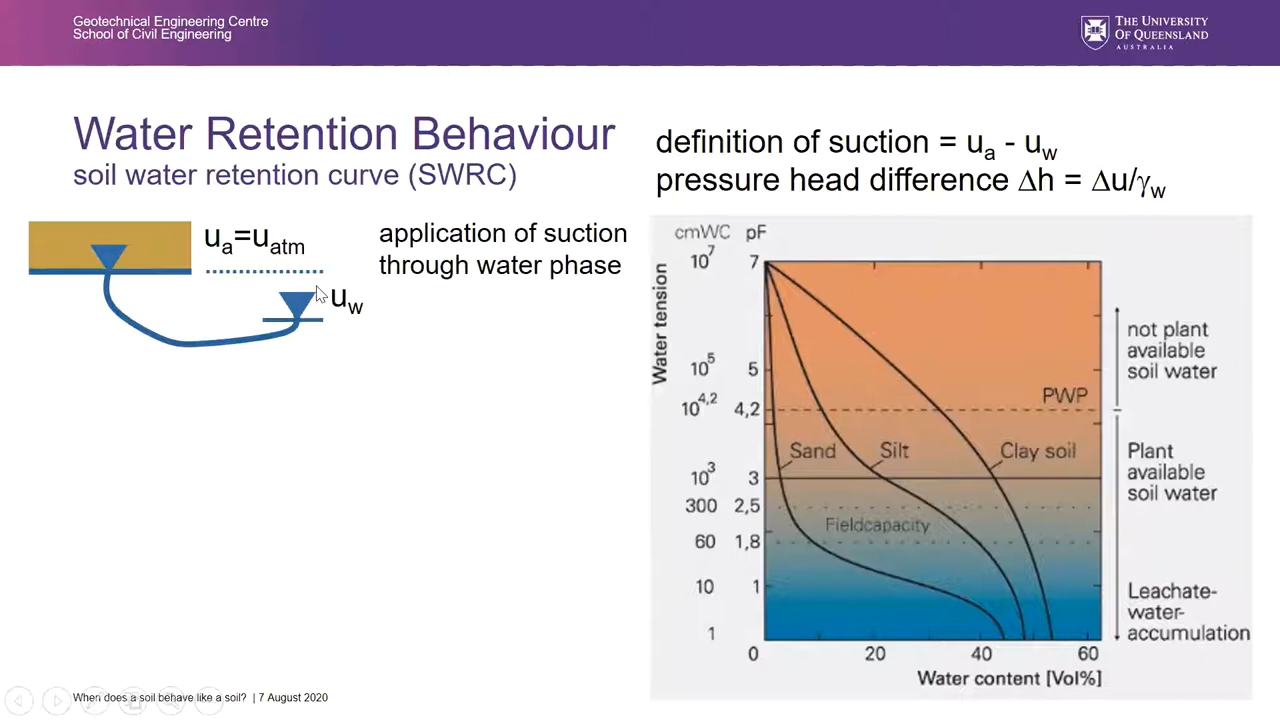 Geotechnical Engineering Centre
School of Civil Engineering
THE UNIVERSITY
OF QUEENSLAND
AUSTRALIA
Water Retention Behaviour
soil water retention curve (SWRC)
definition of suction = ua - uw
pressure head difference Δh = Δu/γw
ua=uatm
application of suction
through water phase
uw
cmWC pF
Water tension
10^7 7
10^5 5
10^4,2 4,2
10^3 3
300 2,5
60 1,8
10 1
1
PWP
Sand
Silt
Clay soil
Fieldcapacity
not plant
available
soil water
Plant
available
soil water
Leachate-
water-
accumulation
0 20 40 60
Water content [Vol%]
When does a soil behave like a soil? | 7 August 2020